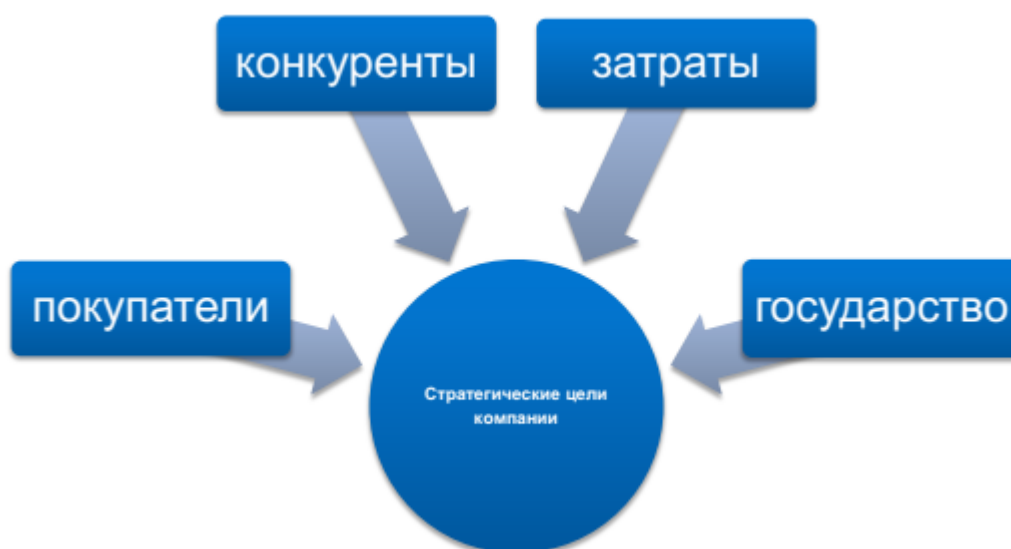 конкуренты
затраты
покупатели
государство
Стратегические цели
компании